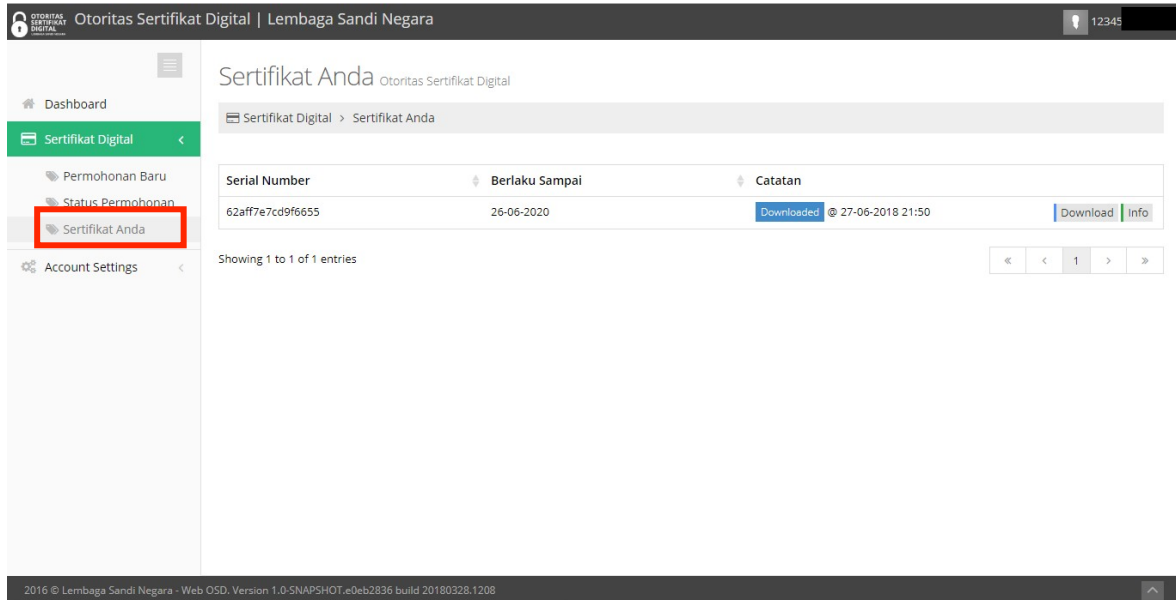 OTORITAS
SERTIFIKAT
DIGITAL
Otoritas Sertifikat Digital | Lembaga Sandi Negara
12345
Dashboard
Sertifikat Digital
Permohonan Baru
Status Permohonan
Sertifikat Anda
Account Settings
Sertifikat Anda Otoritas Sertifikat Digital
Sertifikat Digital > Sertifikat Anda
Serial Number Berlaku Sampai Catatan
62aff7e7cd9f6655 26-06-2020 Downloaded @ 27-06-2018 21:50 Download Info
Showing 1 to 1 of 1 entries
« < 1 > »
2016 © Lembaga Sandi Negara - Web OSD. Version 1.0-SNAPSHOT.e0eb2836 build 20180328.1208